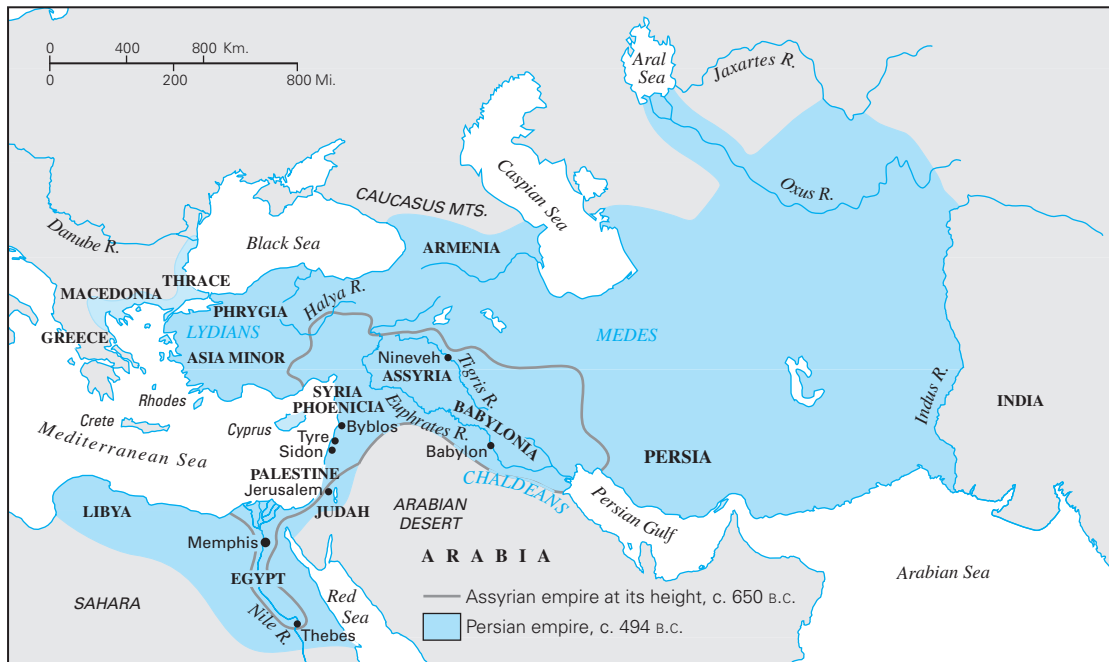 0 400 800 Km.
0 200 800 Mi.
Aral
Sea
Jaxartes R.
Oxus R.
Caspian Sea
CAUCASUS MTS.
Danube R.
Black Sea
ARMENIA
THRACE
MACEDONIA
PHRYGIA
Halya R.
GREECE
LYDIANS
MEDES
ASIA MINOR
Nineveh
ASSYRIA
Tigris R.
Indus R.
Rhodes
SYRIA
PHOENICIA
INDIA
Crete
Cyprus
Byblos
Euphrates R.
BABYLONIA
Mediterranean Sea
Tyre
Sidon
Babylon
PERSIA
PALESTINE
Jerusalem
CHALDEANS
LIBYA
JUDAH
ARABIAN
DESERT
Persian Gulf
Memphis
ARABIA
EGYPT
Arabian Sea
SAHARA
Nile R.
Red
Sea
Thebes
Assyrian empire at its height, c. 650 B.C.
Persian empire, c. 494 B.C.